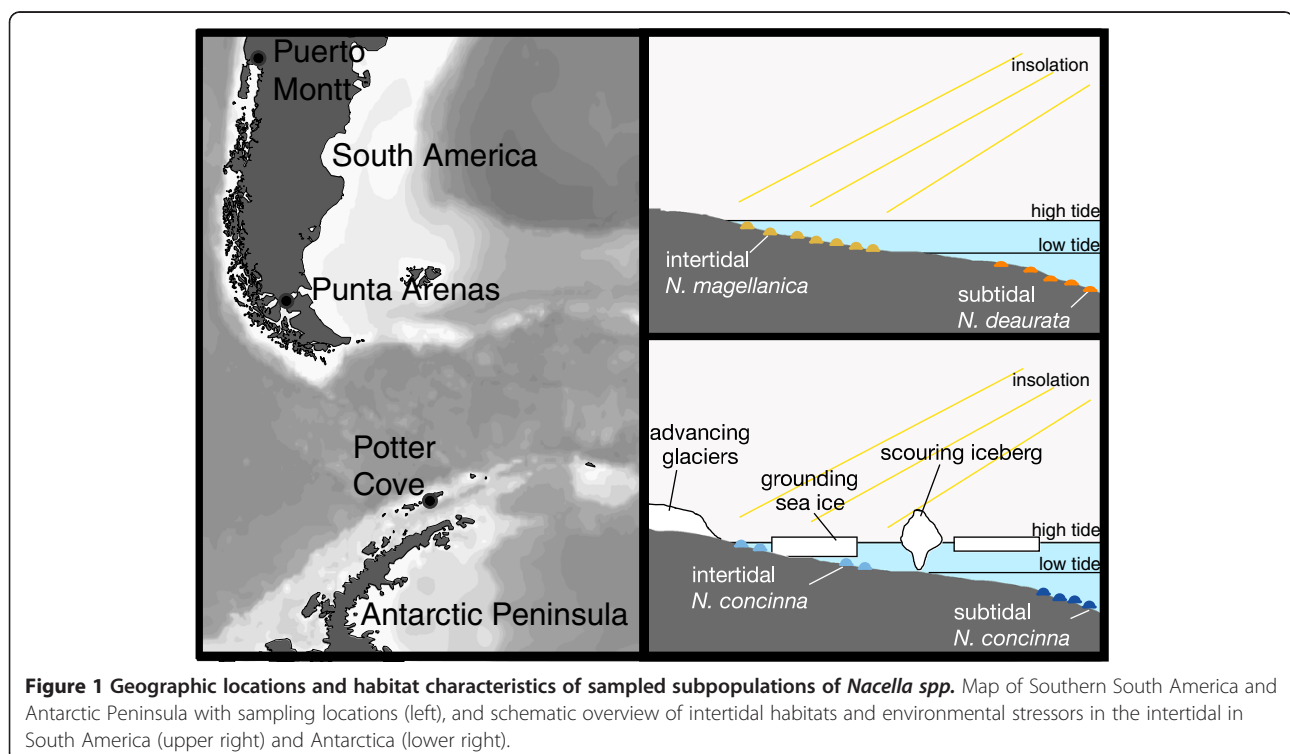 Puerto
Montt
South America
Punta Arenas
Potter
Cove
Antarctic Peninsula
insolation
high tide
low tide
intertidal
N. magellanica
subtidal
N. deaurata
insolation
advancing
glaciers
scouring iceberg
grounding
sea ice
high tide
low tide
intertidal
N. concinna
subtidal
N. concinna
Figure 1 Geographic locations and habitat characteristics of sampled subpopulations of Nacella spp. Map of Southern South America and
Antarctic Peninsula with sampling locations (left), and schematic overview of intertidal habitats and environmental stressors in the intertidal in
South America (upper right) and Antarctica (lower right).